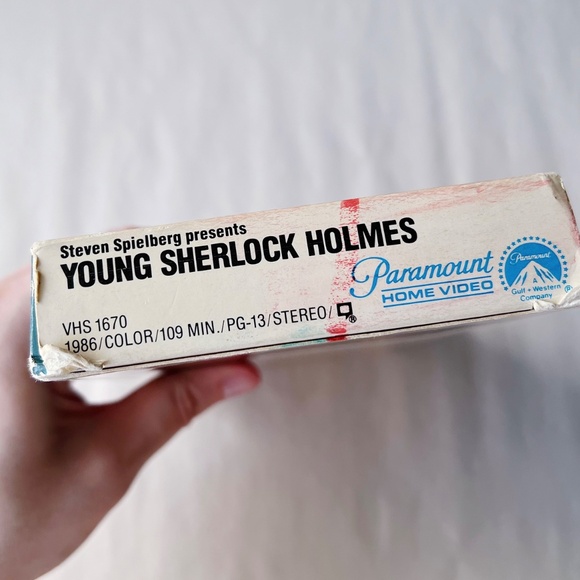 Steven Spielberg presents
YOUNG SHERLOCK HOLMES
VHS 1670
1986/COLOR/109 MIN./PG-13/STEREO/
Paramount
HOME VIDEO
Paramount
Gulf+Western
Company